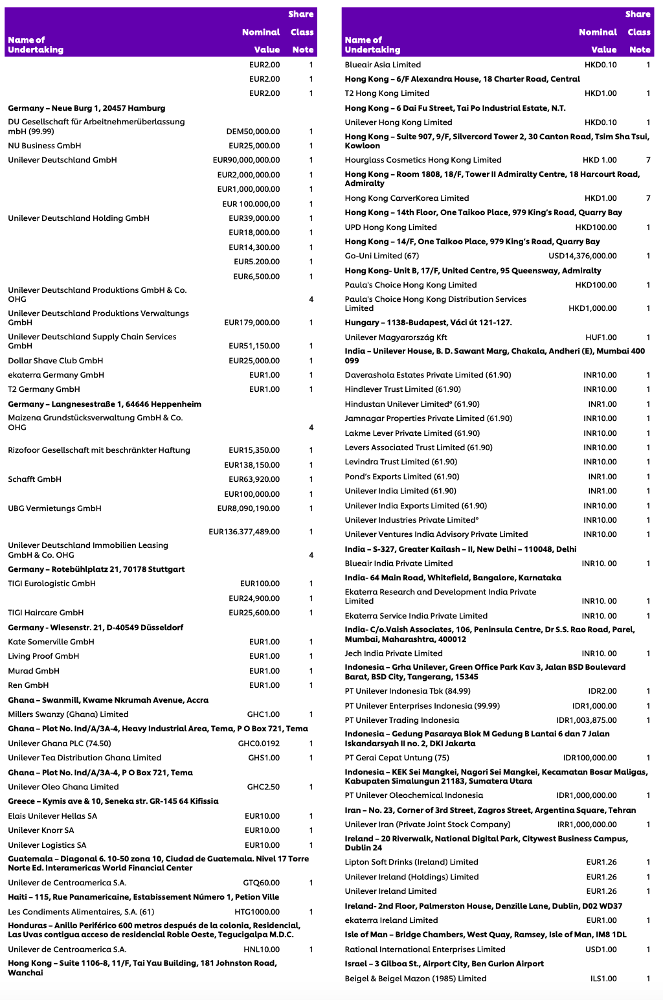 Share
Nominal Class
Name of
Undertaking Value Note
EUR2.00 1
EUR2.00 1
EUR2.00 1
Germany – Neue Burg 1, 20457 Hamburg
DU Gesellschaft für Arbeitnehmerüberlassung
mbH (99.99) DEM50,000.00 1
NU Business GmbH EUR25,000.00 1
Unilever Deutschland GmbH EUR90,000,000.00 1
EUR2,000,000.00 1
EUR1,000,000.00 1
EUR 100.000,00 1
Unilever Deutschland Holding GmbH EUR39,000.00 1
EUR18,000.00 1
EUR14,300.00 1
EUR5.200.00 1
EUR6,500.00 1
Unilever Deutschland Produktions GmbH & Co.
OHG 4
Unilever Deutschland Produktions Verwaltungs
GmbH EUR179,000.00 1
Unilever Deutschland Supply Chain Services
GmbH EUR51,150.00 1
Dollar Shave Club GmbH EUR25,000.00 1
ekaterra Germany GmbH EUR1.00 1
T2 Germany GmbH EUR1.00 1
Germany – Langnesestraße 1, 64646 Heppenheim
Maizena Grundstücksverwaltung GmbH & Co.
OHG 4
Rizofoor Gesellschaft mit beschränkter Haftung EUR15,350.00 1
EUR138,150.00 1
Schafft GmbH EUR63,920.00 1
EUR100,000.00 1
UBG Vermietungs GmbH EUR8,090,190.00 1
EUR136.377,489.00 1
Unilever Deutschland Immobilien Leasing
GmbH & Co. OHG 4
Germany – Rotebühlplatz 21, 70178 Stuttgart
TIGI Eurologistic GmbH EUR100.00 1
EUR24,900.00 1
TIGI Haircare GmbH EUR25,600.00 1
Germany - Wiesenstr. 21, D-40549 Düsseldorf
Kate Somerville GmbH EUR1.00 1
Living Proof GmbH EUR1.00 1
Murad GmbH EUR1.00 1
Ren GmbH EUR1.00 1
Ghana – Swanmill, Kwame Nkrumah Avenue, Accra
Millers Swanzy (Ghana) Limited GHC1.00 1
Ghana – Plot No. Ind/A/3A-4, Heavy Industrial Area, Tema, P O Box 721, Tema
Unilever Ghana PLC (74.50) GHC0.0192 1
Unilever Tea Distribution Ghana Limited GHS1.00 1
Ghana – Plot No. Ind/A/3A-4, P O Box 721, Tema
Unilever Oleo Ghana Limited GHC2.50 1
Greece – Kymis ave & 10, Seneka str. GR-145 64 Kifissia
Elais Unilever Hellas SA EUR10.00 1
Unilever Knorr SA EUR10.00 1
Unilever Logistics SA EUR10.00 1
Guatemala – Diagonal 6. 10-50 zona 10, Ciudad de Guatemala. Nivel 17 Torre
Norte Ed. Interamericas World Financial Center
Unilever de Centroamerica S.A. GTQ60.00 1
Haiti – 115, Rue Panamericaine, Estabissement Número 1, Petion Ville
Les Condiments Alimentaires, S.A. (61) HTG1000.00 1
Honduras – Anillo Periférico 600 metros después de la colonia, Residencial,
Las Uvas contigua acceso de residencial Roble Oeste, Tegucigalpa M.D.C.
Unilever de Centroamerica S.A. HNL10.00 1
Hong Kong – Suite 1106-8, 11/F, Tai Yau Building, 181 Johnston Road,
Wanchai
Share
Nominal Class
Name of
Undertaking Value Note
Blueair Asia Limited HKD0.10 1
Hong Kong – 6/F Alexandra House, 18 Charter Road, Central
T2 Hong Kong Limited HKD1.00 1
Hong Kong – 6 Dai Fu Street, Tai Po Industrial Estate, N.T.
Unilever Hong Kong Limited HKD0.10 1
Hong Kong – Suite 907, 9/F, Silvercord Tower 2, 30 Canton Road, Tsim Sha Tsui,
Kowloon
Hourglass Cosmetics Hong Kong Limited HKD 1.00 7
Hong Kong – Room 1808, 18/F, Tower II Admiralty Centre, 18 Harcourt Road,
Admiralty
Hong Kong CarverKorea Limited HKD1.00 7
Hong Kong – 14th Floor, One Taikoo Place, 979 King's Road, Quarry Bay
UPD Hong Kong Limited HKD100.00 1
Hong Kong – 14/F, One Taikoo Place, 979 King's Road, Quarry Bay
Go-Uni Limited (67) USD14,376,000.00 1
Hong Kong- Unit B, 17/F, United Centre, 95 Queensway, Admiralty
Paula's Choice Hong Kong Limited HKD100.00 1
Paula's Choice Hong Kong Distribution Services
Limited HKD1,000.00 1
Hungary – 1138-Budapest, Váci út 121-127.
Unilever Magyarország Kft HUF1.00 1
India – Unilever House, B. D. Sawant Marg, Chakala, Andheri (E), Mumbai 400
099
Daverashola Estates Private Limited (61.90) INR10.00 1
Hindlever Trust Limited (61.90) INR10.00 1
Hindustan Unilever Limited° (61.90) INR1.00 1
Jamnagar Properties Private Limited (61.90) INR10.00 1
Lakme Lever Private Limited (61.90) INR10.00 1
Levers Associated Trust Limited (61.90) INR10.00 1
Levindra Trust Limited (61.90) INR10.00 1
Pond's Exports Limited (61.90) INR1.00 1
Unilever India Limited (61.90) INR1.00 1
Unilever India Exports Limited (61.90) INR10.00 1
Unilever Industries Private Limited° INR10.00 1
Unilever Ventures India Advisory Private Limited INR10.00 1
India – S-327, Greater Kailash – II, New Delhi – 110048, Delhi
Blueair India Private Limited INR10. 00 1
India- 64 Main Road, Whitefield, Bangalore, Karnataka
Ekaterra Research and Development India Private
Limited INR10. 00 1
Ekaterra Service India Private Limited INR10. 00 1
India- C/o.Vaish Associates, 106, Peninsula Centre, Dr S.S. Rao Road, Parel,
Mumbai, Maharashtra, 400012
Jech India Private Limited INR10. 00 1
Indonesia – Grha Unilever, Green Office Park Kav 3, Jalan BSD Boulevard
Barat, BSD City, Tangerang, 15345
PT Unilever Indonesia Tbk (84.99) IDR2.00 1
PT Unilever Enterprises Indonesia (99.99) IDR1,000.00 1
PT Unilever Trading Indonesia IDR1,003,875.00 1
Indonesia – Gedung Pasaraya Blok M Gedung B Lantai 6 dan 7 Jalan
Iskandarsyah II no. 2, DKI Jakarta
PT Gerai Cepat Untung (75) IDR100,000.00 1
Indonesia – KEK Sei Mangkei, Nagori Sei Mangkei, Kecamatan Bosar Maligas,
Kabupaten Simalungun 21183, Sumatera Utara
PT Unilever Oleochemical Indonesia IDR1,000,000.00 1
Iran – No. 23, Corner of 3rd Street, Zagros Street, Argentina Square, Tehran
Unilever Iran (Private Joint Stock Company) IRR1,000,000.00 1
Ireland – 20 Riverwalk, National Digital Park, Citywest Business Campus,
Dublin 24
Lipton Soft Drinks (Ireland) Limited EUR1.26 1
Unilever Ireland (Holdings) Limited EUR1.26 1
Unilever Ireland Limited EUR1.26 1
Ireland- 2nd Floor, Palmerston House, Denzille Lane, Dublin, D02 WD37
ekaterra Ireland Limited EUR1.00 1
Isle of Man – Bridge Chambers, West Quay, Ramsey, Isle of Man, IM8 1DL
Rational International Enterprises Limited USD1.00 1
Israel – 3 Gilboa St., Airport City, Ben Gurion Airport
Beigel & Beigel Mazon (1985) Limited ILS1.00 1